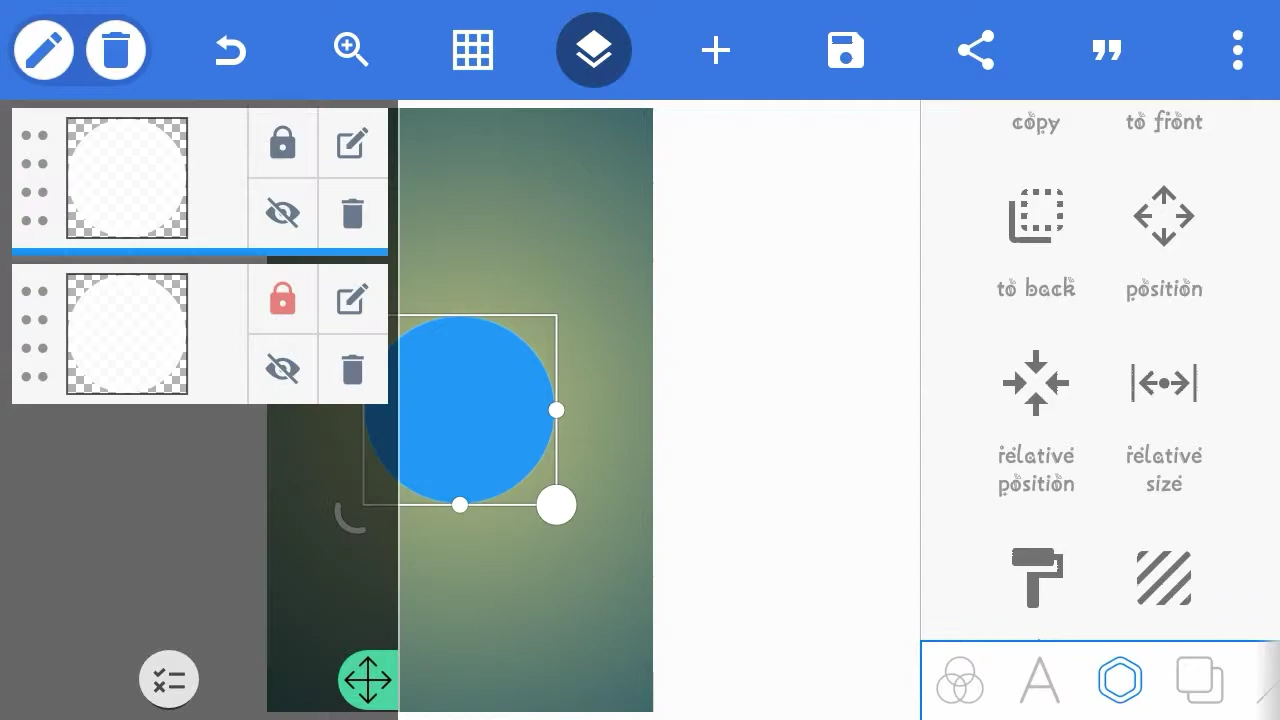 copy
to front
to back
position
relative
position
relative
size